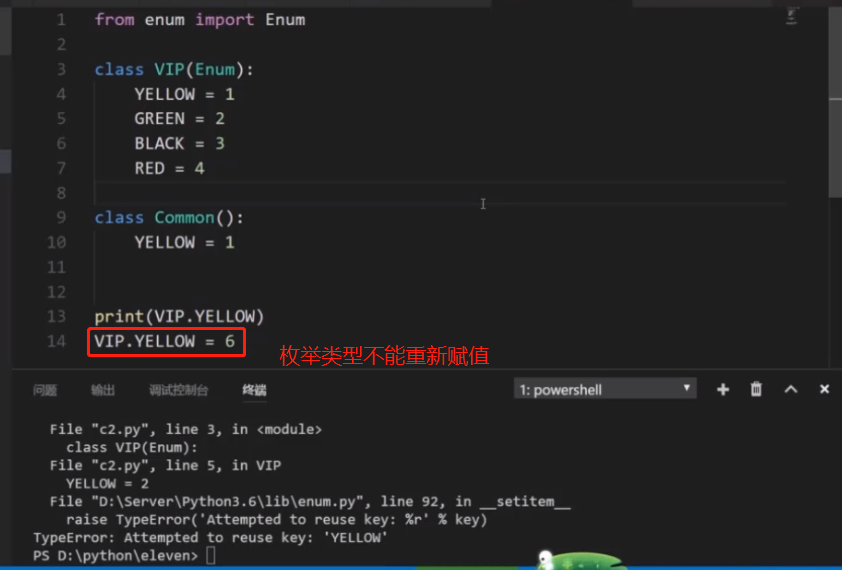 1 from enum import Enum
2
3 class VIP(Enum):
4 YELLOW = 1
5 GREEN = 2
6 BLACK = 3
7 RED = 4
8
9 class Common():
10 YELLOW = 1
11
12
13 print(VIP.YELLOW)
14 VIP.YELLOW = 6
枚举类型不能重新赋值
问题 输出 调试控制台 终端 1: powershell
File "c2.py", line 3, in <module>
class VIP(Enum):
File "c2.py", line 5, in VIP
YELLOW = 2
File "D:\Server\Python3.6\lib\enum.py", line 92, in __setitem__
raise TypeError('Attempted to reuse key: %r' % key)
TypeError: Attempted to reuse key: 'YELLOW'
PS D:\python\eleven>